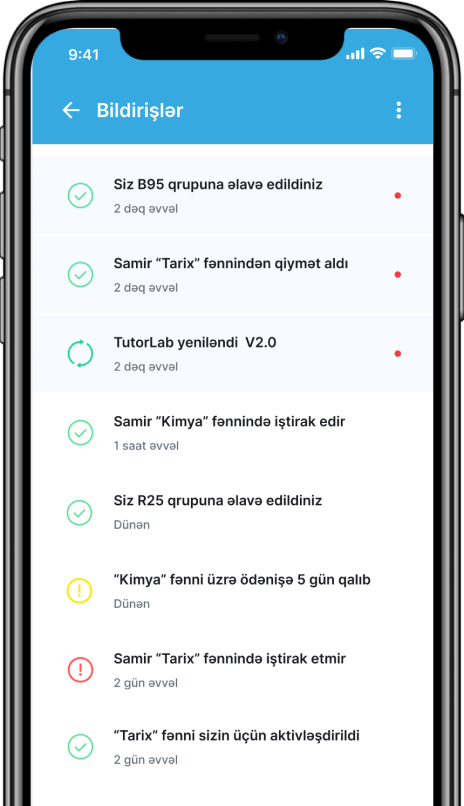 9:41
Bildirişlər
Siz B95 qrupuna əlavə edildiniz
2 dəq əvvəl
Samir “Tarix” fənnindən qiymət aldı
2 dəq əvvəl
TutorLab yeniləndi V2.0
2 dəq əvvəl
Samir “Kimya” fənnində iştirak edir
1 saat əvvəl
Siz R25 qrupuna əlavə edildiniz
Dünən
“Kimya” fənni üzrə ödənişə 5 gün qalıb
Dünən
Samir “Tarix” fənnində iştirak etmir
2 gün əvvəl
“Tarix” fənni sizin üçün aktivləşdirildi
2 gün əvvəl